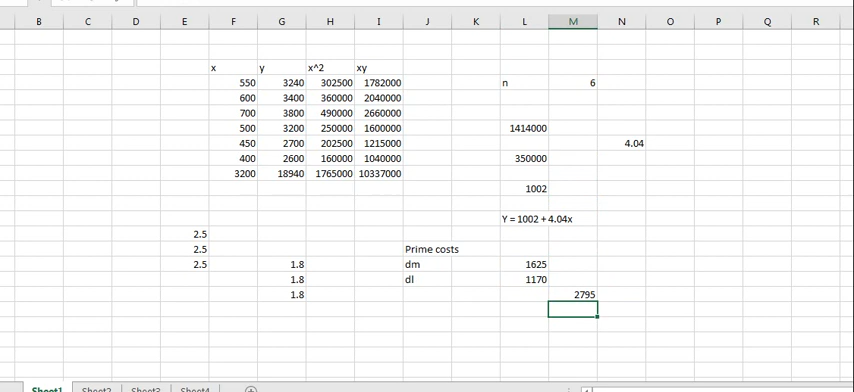 B C D E F G H I J K L M N O P Q R
x y x^2 xy
550 3240 302500 1782000 n 6
600 3400 360000 2040000
700 3800 490000 2660000
500 3200 250000 1600000 1414000
450 2700 202500 1215000 4.04
400 2600 160000 1040000 350000
3200 18940 1765000 10337000
1002
Y = 1002 + 4.04x
2.5
2.5 Prime costs
2.5 1.8 dm 1625
1.8 dl 1170
1.8 2795
Sheet1 Sheet2 Sheet3 Sheet4